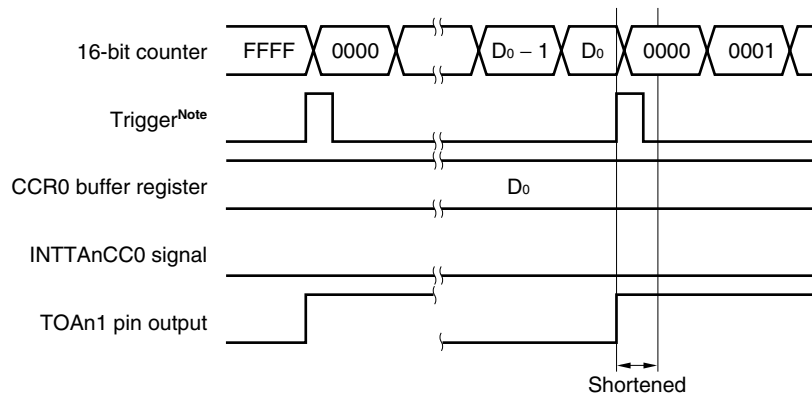 16-bit counter FFFF 0000 D0 − 1 D0 0000 0001
TriggerNote
CCR0 buffer register D0
INTTAnCC0 signal
TOAn1 pin output
Shortened